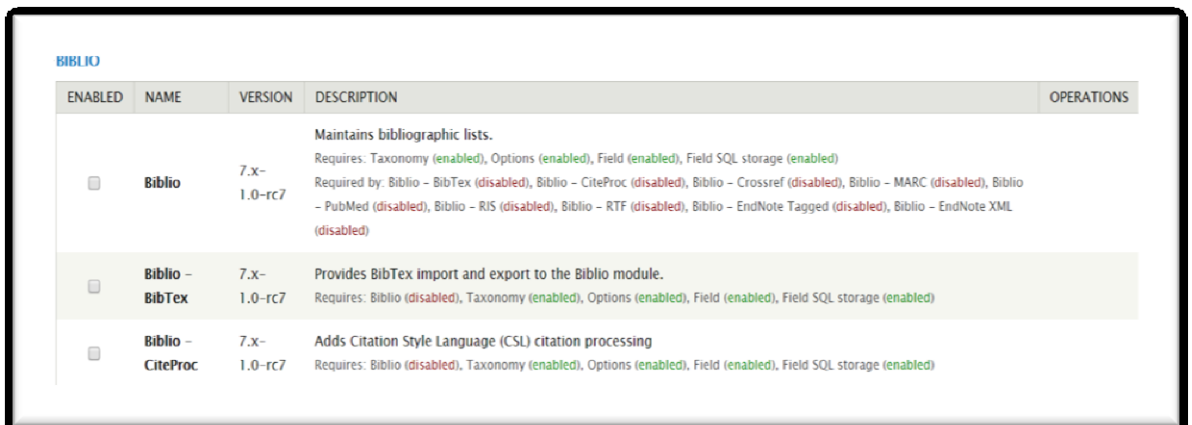 BIBLIO
ENABLED NAME VERSION DESCRIPTION OPERATIONS
Maintains bibliographic lists.
Requires: Taxonomy (enabled), Options (enabled), Field (enabled), Field SQL storage (enabled)
Biblio 7.x-
1.0-rc7
Required by: Biblio – BibTex (disabled), Biblio – CiteProc (disabled), Biblio – Crossref (disabled), Biblio – MARC (disabled), Biblio
– PubMed (disabled), Biblio – RIS (disabled), Biblio – RTF (disabled), Biblio – EndNote Tagged (disabled), Biblio – EndNote XML
(disabled)
Biblio – 7.x- Provides BibTex import and export to the Biblio module.
BibTex 1.0-rc7 Requires: Biblio (disabled), Taxonomy (enabled), Options (enabled), Field (enabled), Field SQL storage (enabled)
Biblio – 7.x- Adds Citation Style Language (CSL) citation processing
CiteProc 1.0-rc7 Requires: Biblio (disabled), Taxonomy (enabled), Options (enabled), Field (enabled), Field SQL storage (enabled)